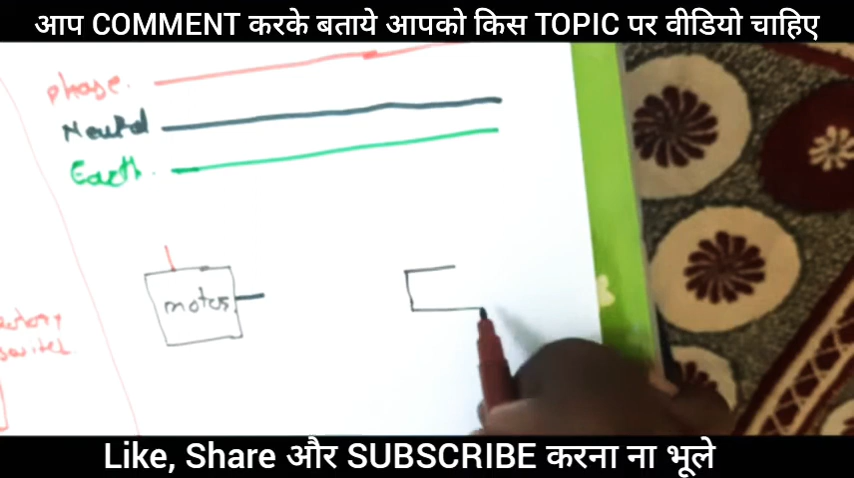 आप COMMENT करके बताये आपको किस TOPIC पर वीडियो चाहिए
phase.
Neutral
Earth.
motor
Like, Share और SUBSCRIBE करना ना भूले